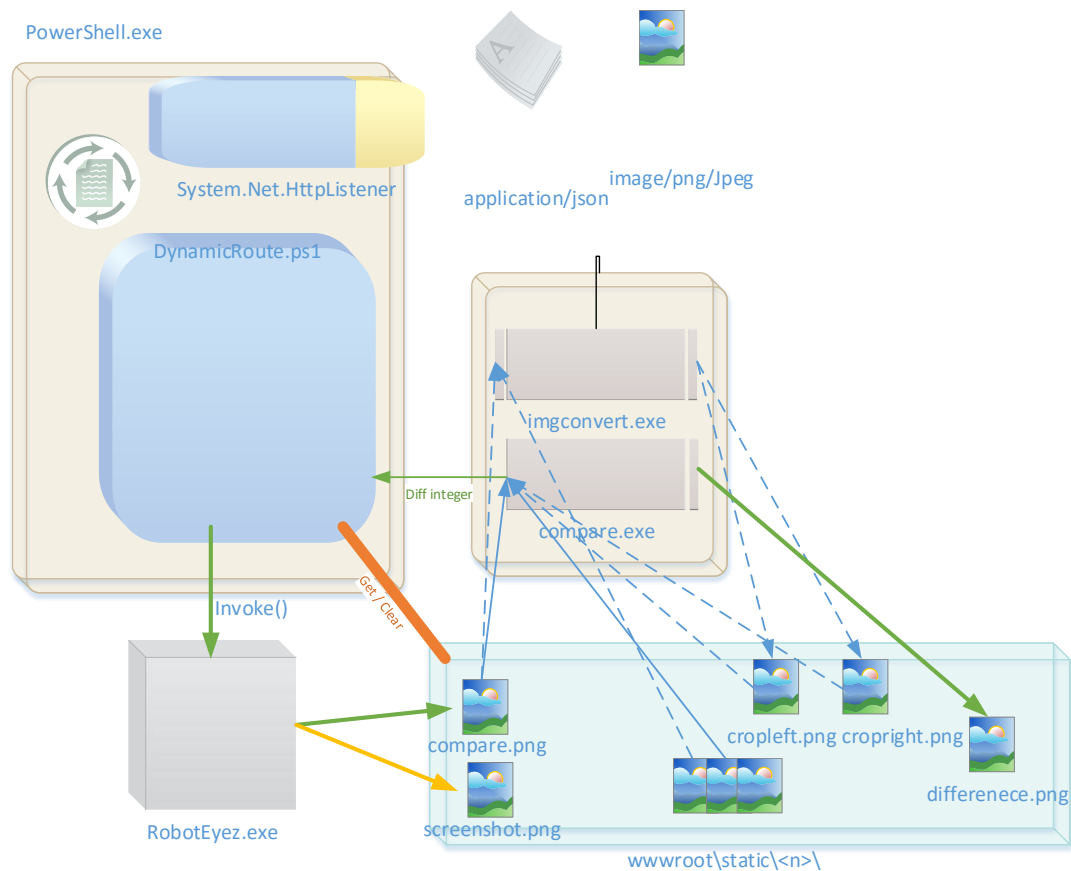 PowerShell.exe
System.Net.HttpListener
image/png/Jpeg
application/json
DynamicRoute.ps1
imgconvert.exe
Diff integer
compare.exe
Get / Clear
Invoke()
compare.png
cropleft.png
cropright.png
differenece.png
screenshot.png
RobotEyez.exe
wwwroot\static\<n>\